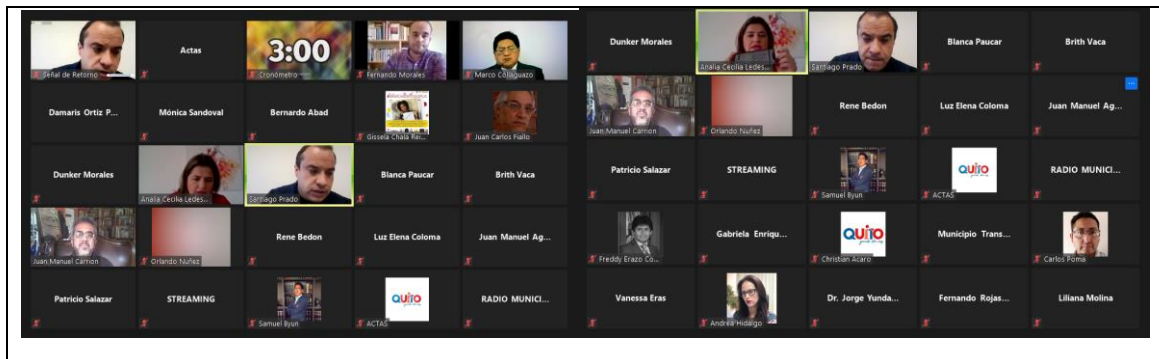 Señal de Retorno
Actas
3:00
Cronómetro
Fernando Morales
Marco Collaguazo
Damaris Ortiz P...
Mónica Sandoval
Bernardo Abad
Gissela Chalá Rei...
Juan Carlos Fiallo
Dunker Morales
Analía Cecilia Ledes...
Santiago Prado
Blanca Paucar
Brith Vaca
Juan Manuel Carrion
Orlando Nuñez
Rene Bedon
Luz Elena Coloma
Juan Manuel Ag...
Patricio Salazar
STREAMING
Samuel Byun
QUITO
ACTAS
RADIO MUNICI...
Dunker Morales
Analía Cecilia Ledes...
Santiago Prado
Blanca Paucar
Brith Vaca
Juan Manuel Carrion
Orlando Nuñez
Rene Bedon
Luz Elena Coloma
Juan Manuel Ag...
Patricio Salazar
STREAMING
Samuel Byun
QUITO
ACTAS
RADIO MUNICI...
Freddy Erazo Co...
Gabriela Enriqu...
QUITO
Christian Acaro
Municipio Trans...
Carlos Poma
Vanessa Eras
Andrea Hidalgo
Dr. Jorge Yunda...
Fernando Rojas...
Liliana Molina